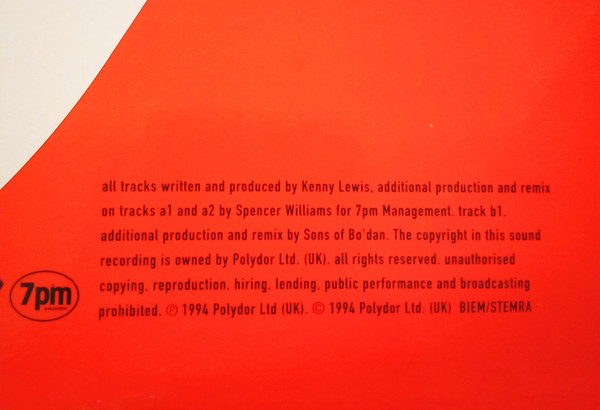 all tracks written and produced by Kenny Lewis. additional production and remix
on tracks a1 and a2 by Spencer Williams for 7pm Management. track b1.
additional production and remix by Sons of Bo'dan. The copyright in this sound
recording is owned by Polydor Ltd. (UK). all rights reserved. unauthorised
copying. reproduction. hiring, lending, public performance and broadcasting
prohibited. ℗ 1994 Polydor Ltd (UK). © 1994 Polydor Ltd. (UK) BIEM/STEMRA
7pm